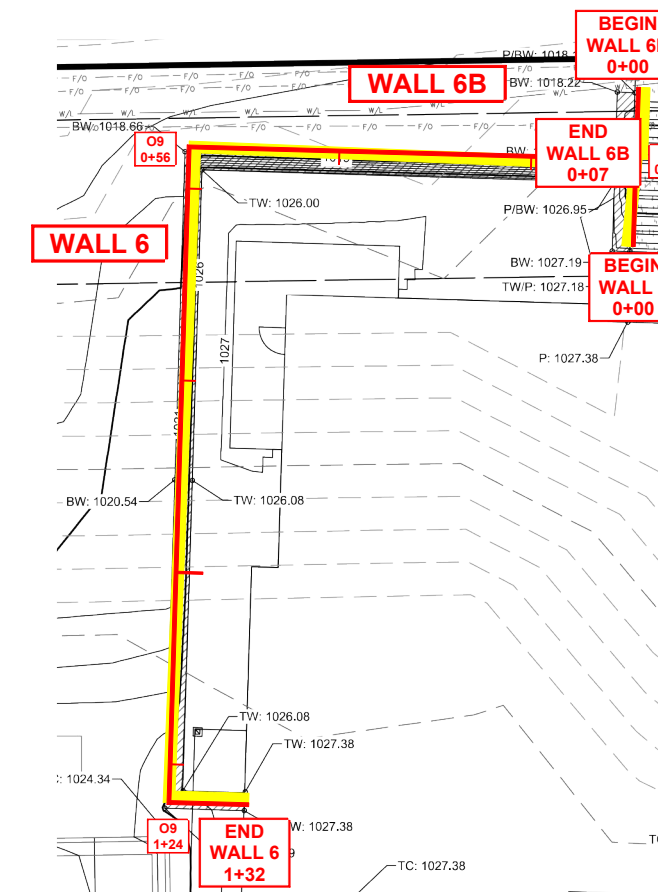 BEGIN
WALL 6B
0+00
P/BW: 1018.
F/O F/O F/O F/O F/O F/O
WALL 6B
BW: 1018.22
W/L W/L W/L W/L W/L W/L W/L
BW: 1018.66
F/O F/O F/O F/O F/O F/O
O9
0+56
END
WALL 6B
0+07
BW:
TW: 1026.00
P/BW: 1026.95
WALL 6
1026
BW: 1027.19
TW/P: 1027.18
BEGIN
WALL
0+00
1027
P: 1027.38
BW: 1020.54
TW: 1026.08
TW: 1026.08
TW: 1027.38
: 1024.34
O9
1+24
END
WALL 6
1+32
W: 1027.38
9
TC: 1027.38